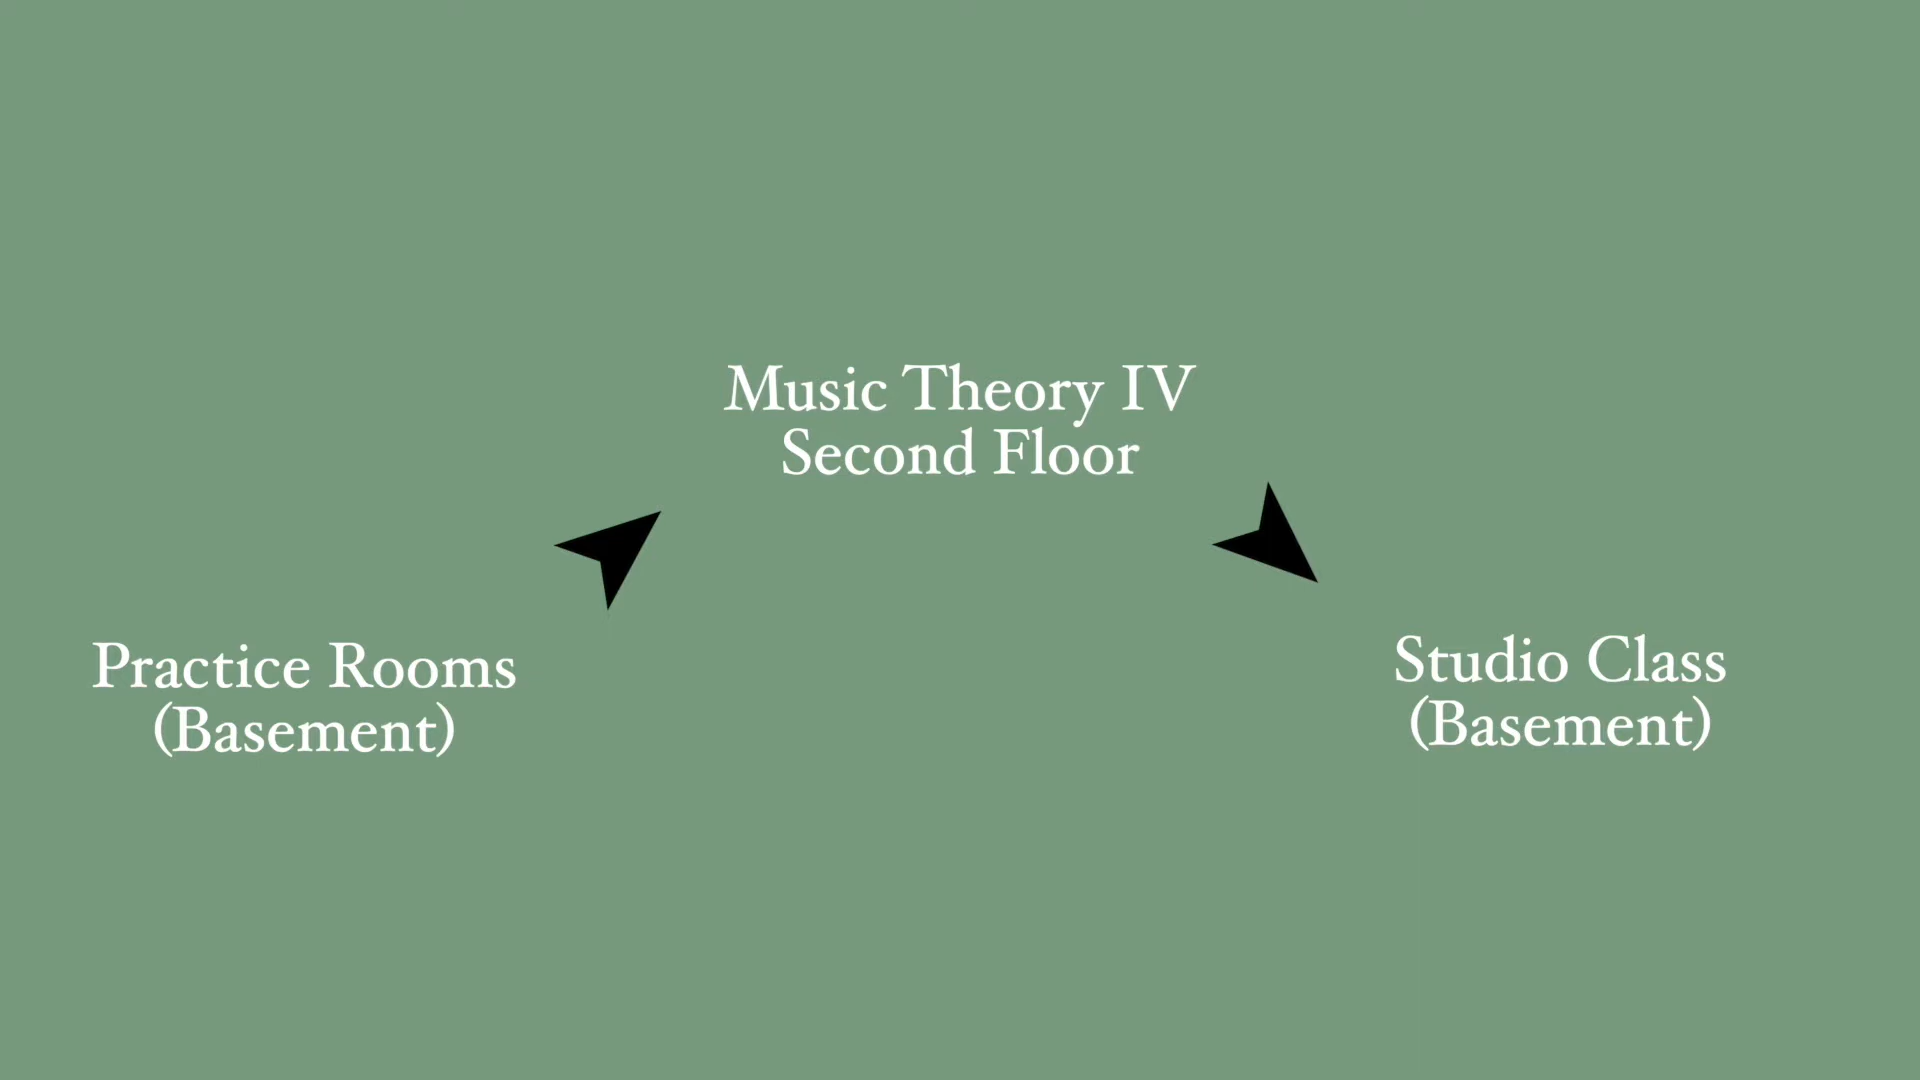 Music Theory IV
Second Floor
Practice Rooms
(Basement)
Studio Class
(Basement)